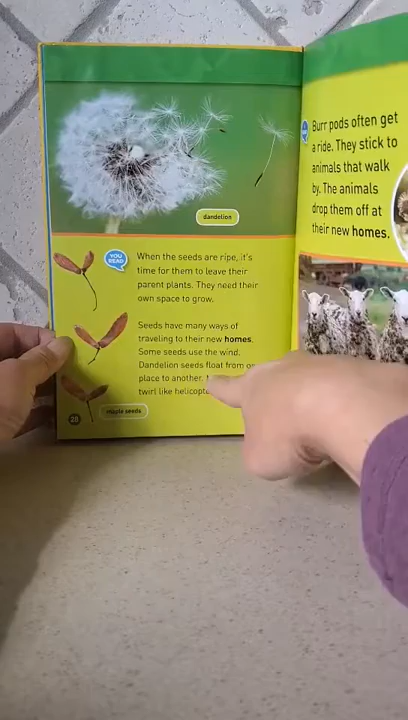 dandelion
YOU READ
When the seeds are ripe, it's
time for them to leave their
parent plants. They need their
own space to grow.
Seeds have many ways of
traveling to their new homes.
Some seeds use the wind.
Dandelion seeds float from
place to another.
twirl like
maple seeds
28
Burr pods often get
a ride. They stick to
animals that walk
by. The animals
drop them off at
their new homes.